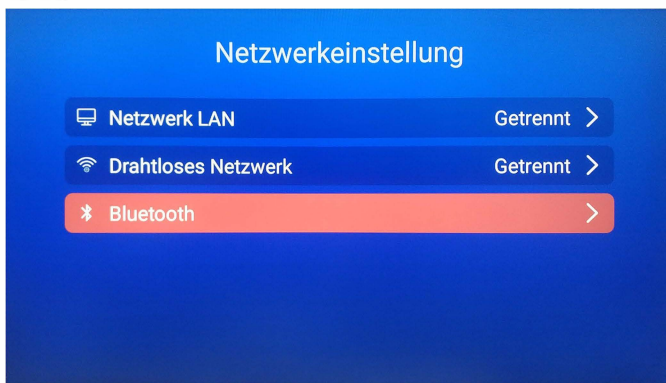 Netzwerkeinstellung
Netzwerk LAN Getrennt
Drahtloses Netzwerk Getrennt
Bluetooth